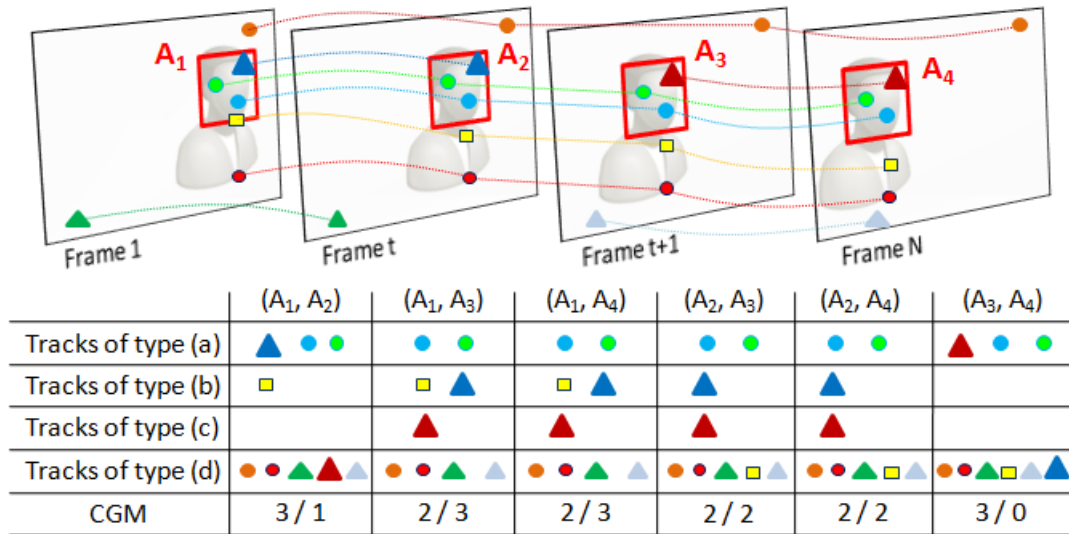 A1 A2 A3 A4
Frame 1 Frame t Frame t+1 Frame N
(A1, A2) (A1, A3) (A1, A4) (A2, A3) (A2, A4) (A3, A4)
Tracks of type (a)
Tracks of type (b)
Tracks of type (c)
Tracks of type (d)
CGM 3 / 1 2 / 3 2 / 3 2 / 2 2 / 2 3 / 0